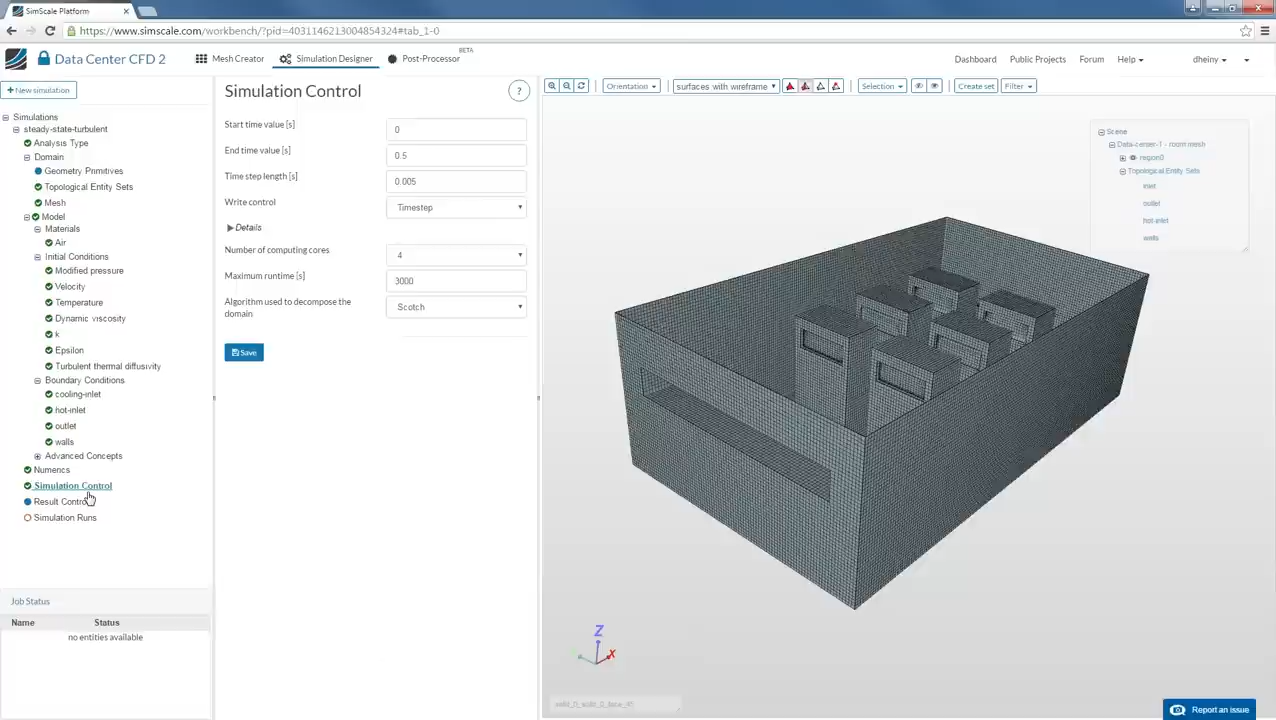 SimScale Platform
https://www.simscale.com/workbench/?pid=4031146213004854324#tab_1-0
Data Center CFD 2
Mesh Creator
Simulation Designer
Post-Processor
BETA
Dashboard
Public Projects
Forum
Help
dheiny
New simulation
Simulations
steady-state-turbulent
Analysis Type
Domain
Geometry Primitives
Topological Entity Sets
Mesh
Model
Materials
Air
Initial Conditions
Modified pressure
Velocity
Temperature
Dynamic viscosity
k
Epsilon
Turbulent thermal diffusivity
Boundary Conditions
cooling-inlet
hot-inlet
outlet
walls
Advanced Concepts
Numerics
Simulation Control
Result Contro
Simulation Runs
Job Status
Name Status
no entities available
Simulation Control
?
Start time value [s] 0
End time value [s] 0.5
Time step length [s] 0.005
Write control Timestep
Details
Number of computing cores 4
Maximum runtime [s] 3000
Algorithm used to decompose the
domain
Scotch
Save
Orientation
surfaces with wireframe
Selection
Create set
Filter
Scene
Data-center-1 - room mesh
region0
Topological Entity Sets
inlet
outlet
hot-inlet
walls
Z
X
Report an issue